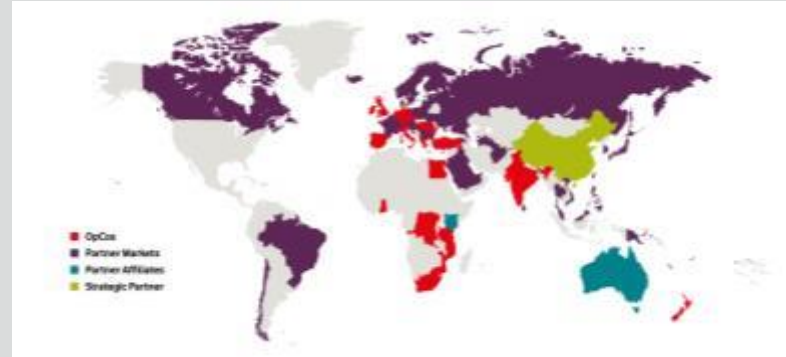 OpCos
Partner Markets
Partner Affiliates
Strategic Partner